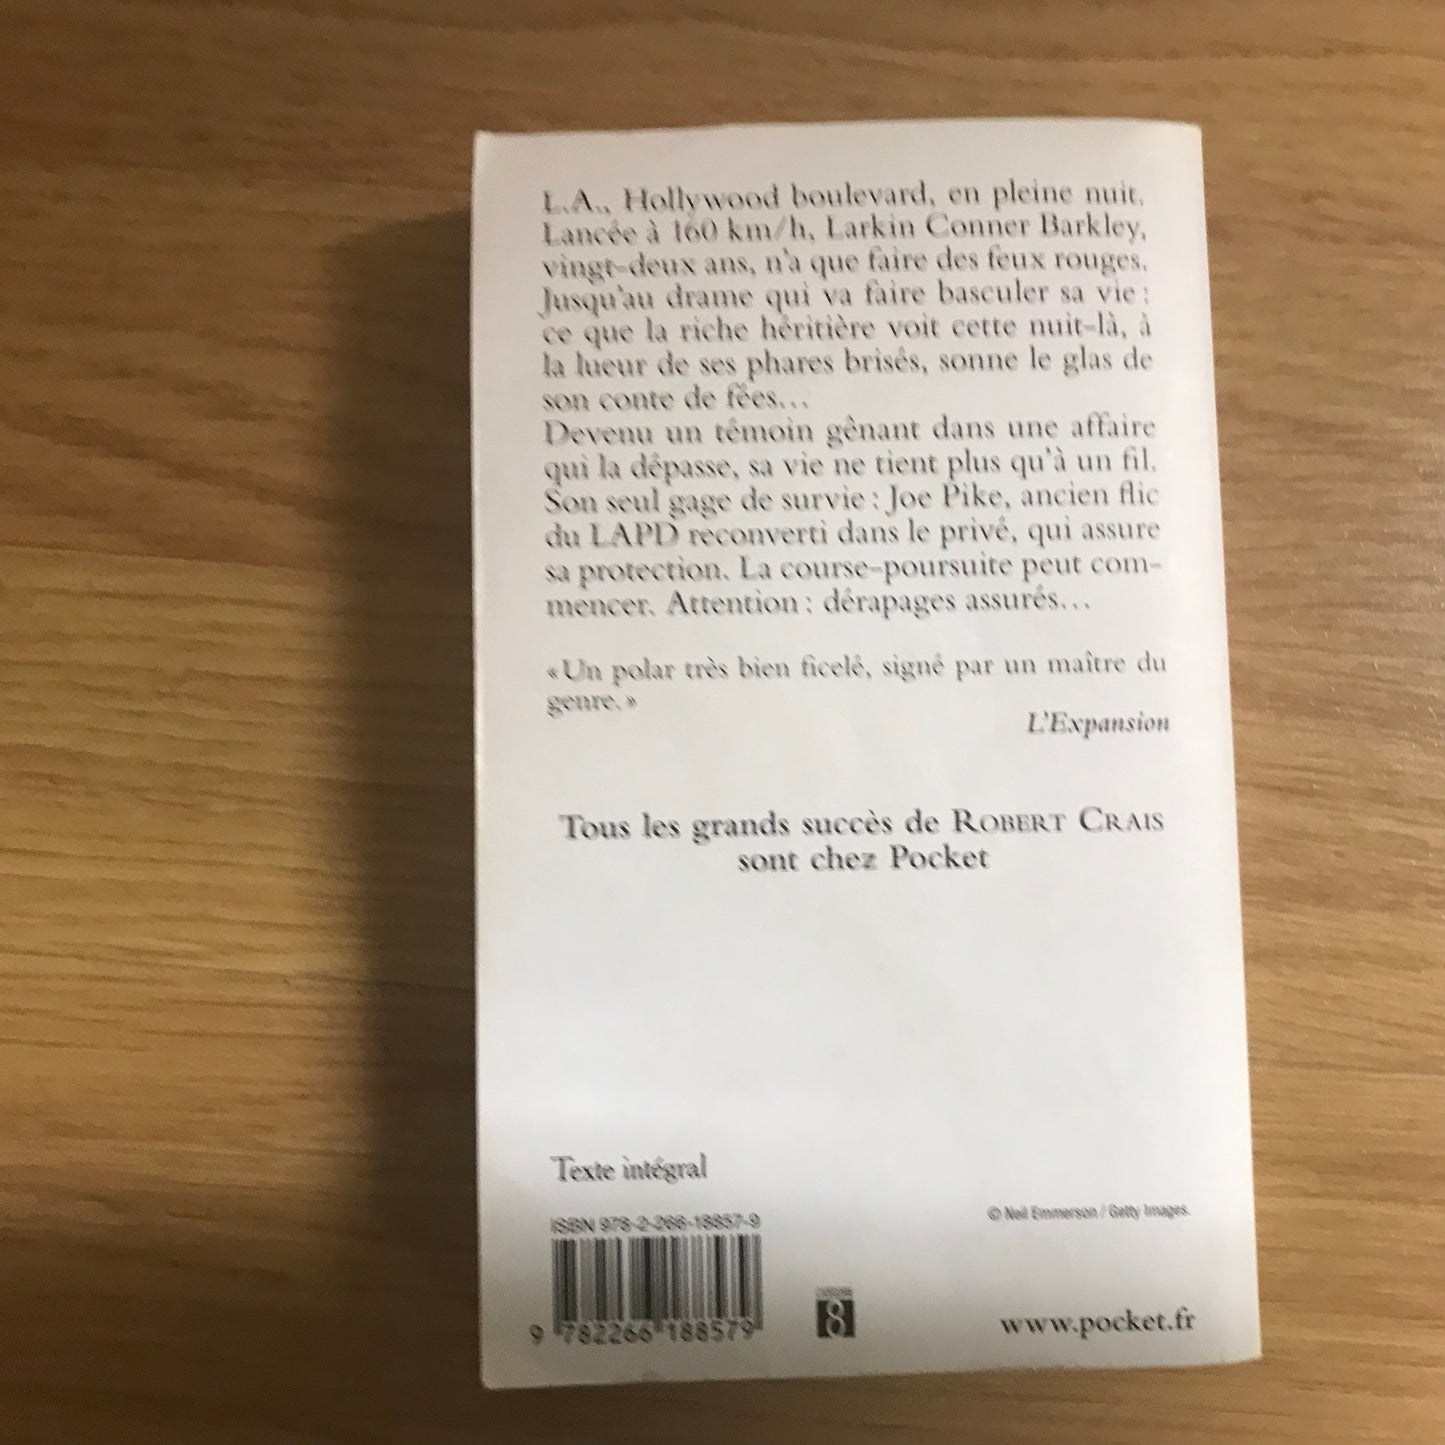 L.A., Hollywood boulevard, en pleine nuit.
Lancée à 160 km/h, Larkin Conner Barkley,
vingt-deux ans, n'a que faire des feux rouges.
Jusqu'au drame qui va faire basculer sa vie :
ce que la riche héritière voit cette nuit-là, à
la lueur de ses phares brisés, sonne le glas de
son conte de fées...
Devenu un témoin gênant dans une affaire
qui la dépasse, sa vie ne tient plus qu'à un fil.
Son seul gage de survie : Joe Pike, ancien flic
du LAPD reconverti dans le privé, qui assure
sa protection. La course-poursuite peut com-
mencer. Attention : dérapages assurés...
« Un polar très bien ficelé, signé par un maître du
genre. »
L'Expansion
Tous les grands succès de ROBERT CRAIS
sont chez Pocket
Texte intégral
ISBN 978-2-266-18857-9
9 782266 188579
8
© Neil Emmerson / Getty Images.
www.pocket.fr